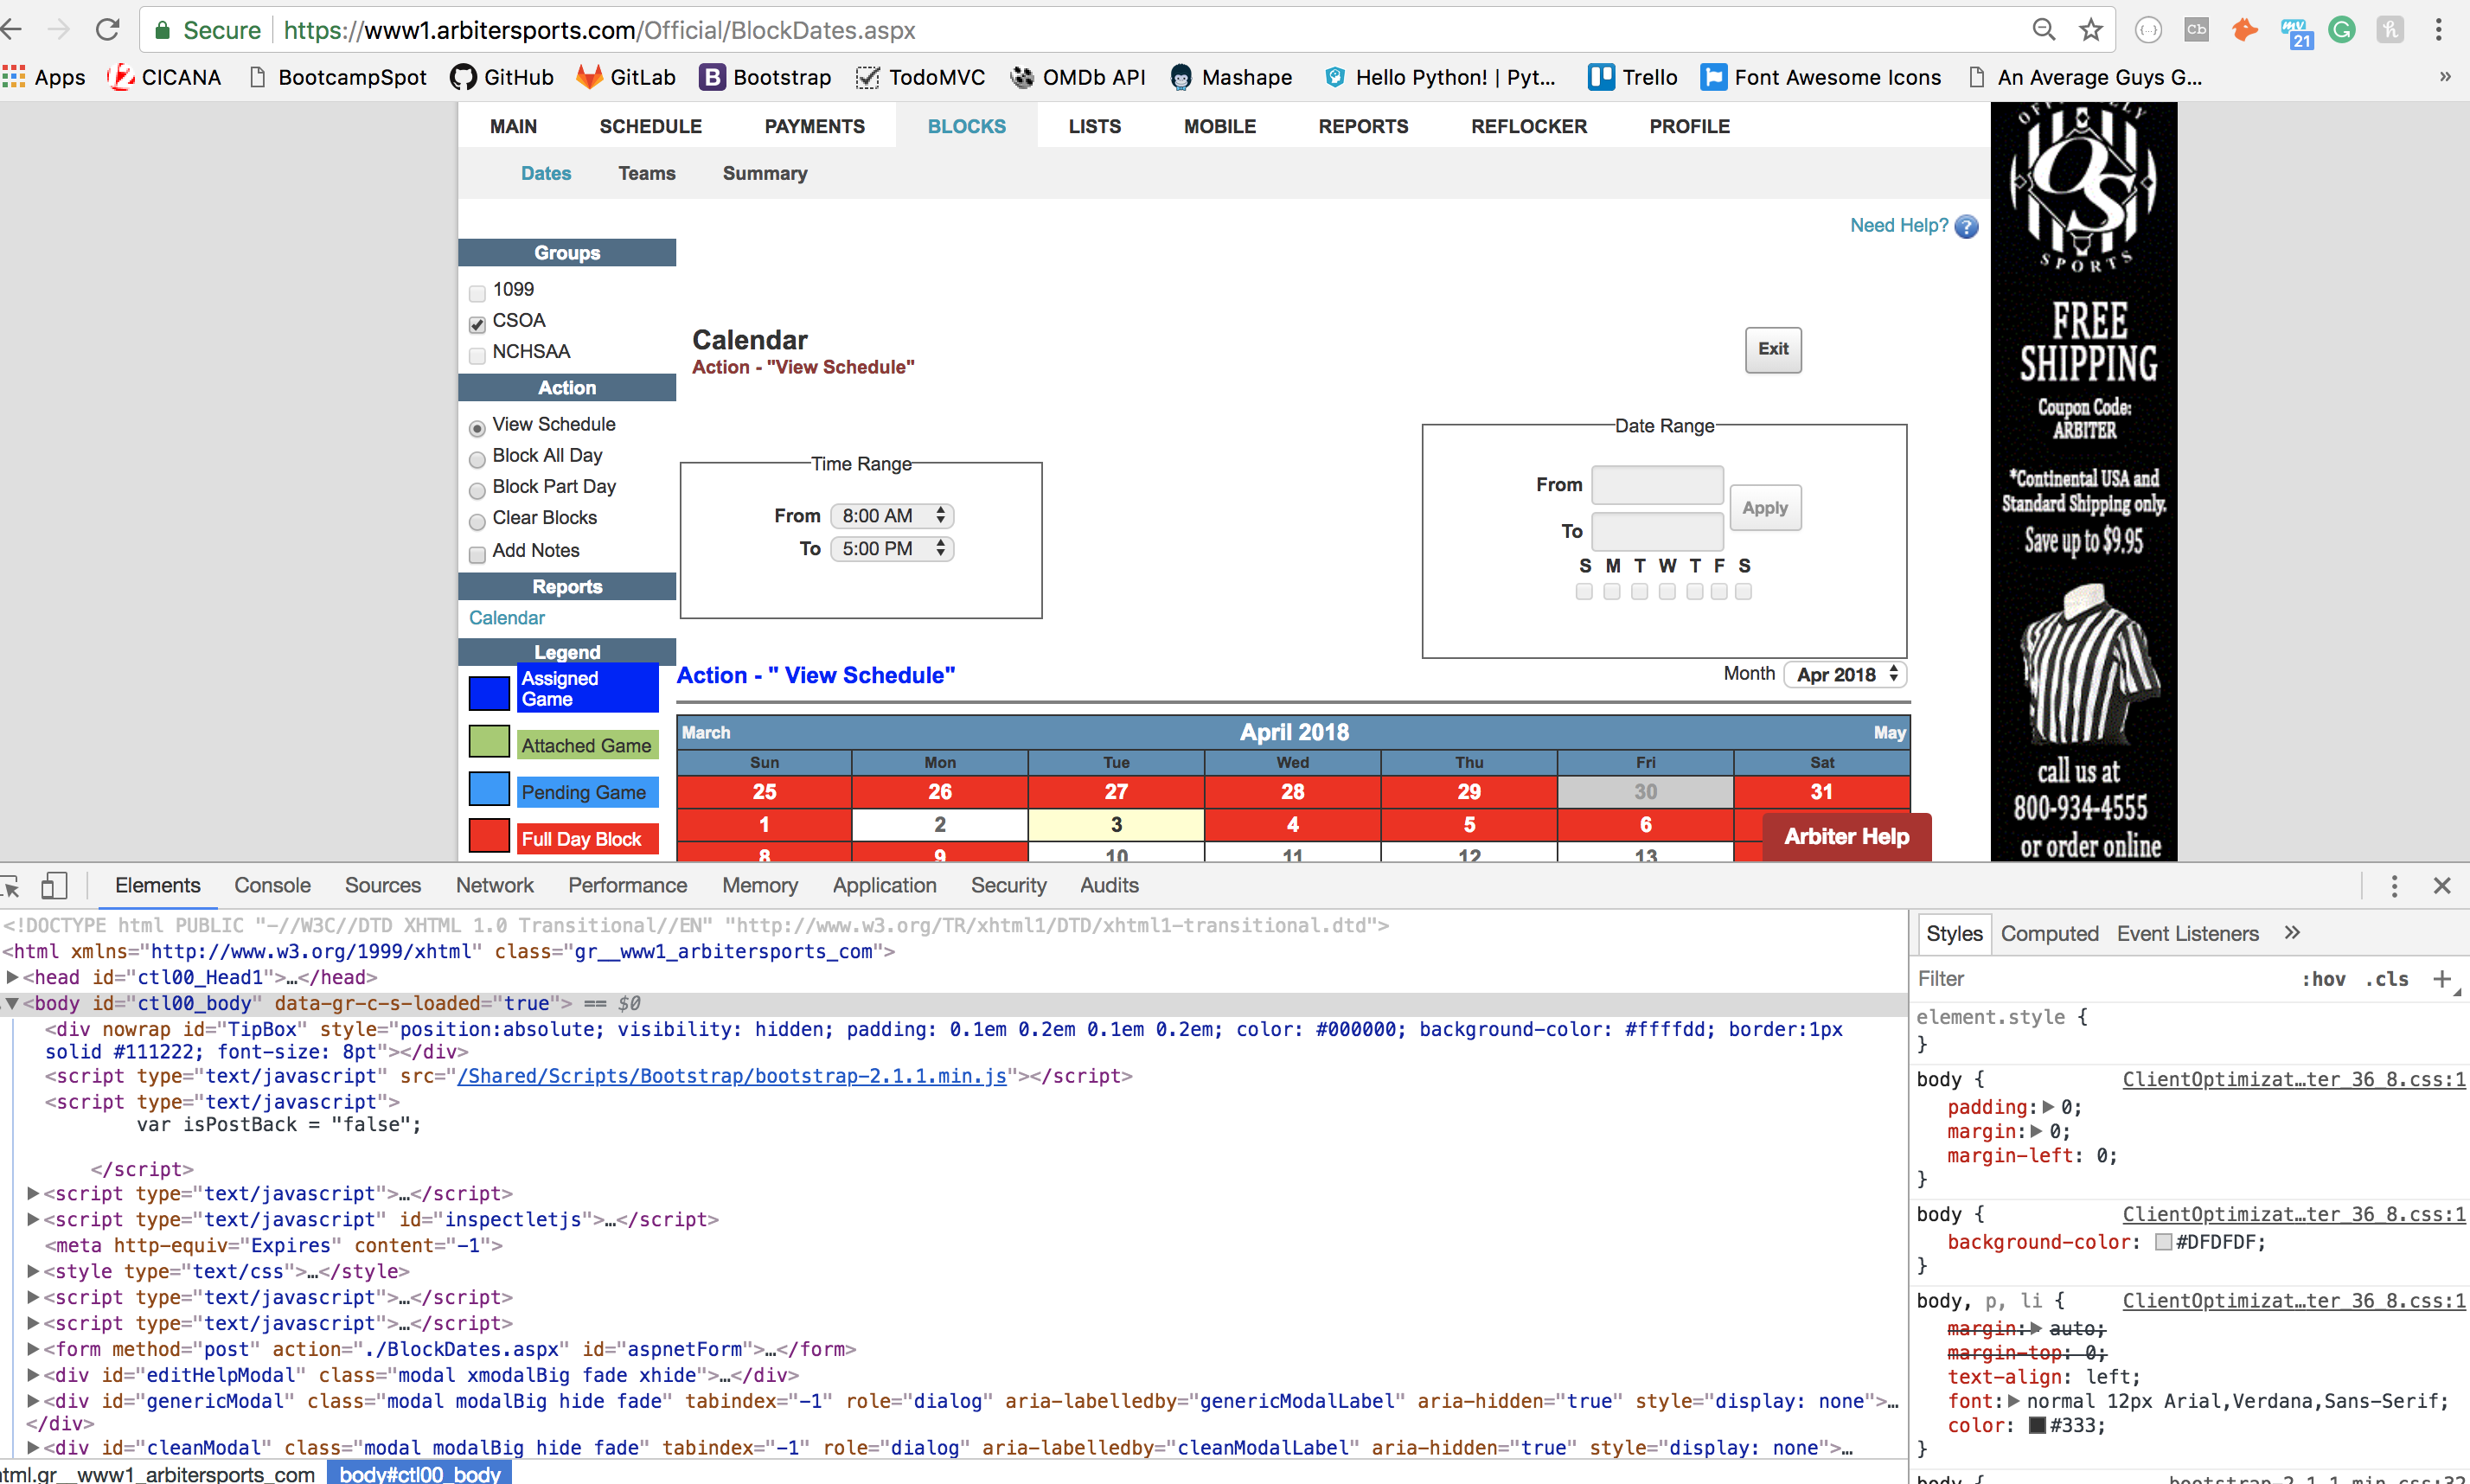 Secure https://www1.arbitersports.com/Official/BlockDates.aspx
21
Apps CICANA BootcampSpot GitHub GitLab B Bootstrap TodoMVC OMDb API Mashape Hello Python! | Pyt... Trello Font Awesome Icons An Average Guys G... »
MAIN SCHEDULE PAYMENTS BLOCKS LISTS MOBILE REPORTS REFLOCKER PROFILE
Dates Teams Summary
Need Help? ?
Groups
1099
CSOA
NCHSAA
Action
View Schedule
Block All Day
Block Part Day
Clear Blocks
Add Notes
Reports
Calendar
Legend
Assigned
Game
Attached Game
Pending Game
Full Day Block
Calendar
Action - "View Schedule"
Exit
Time Range
From 8:00 AM
To 5:00 PM
Date Range
From
To
Apply
S M T W T F S
Action - " View Schedule"
Month Apr 2018
March April 2018 May
Sun Mon Tue Wed Thu Fri Sat
25 26 27 28 29 30 31
1 2 3 4 5 6
8 9 10 11 12 13
Arbiter Help
OS
SPORTS
FREE
SHIPPING
Coupon Code:
ARBITER
*Continental USA and
Standard Shipping only.
Save up to $9.95
call us at
800-934-4555
or order online
Elements Console Sources Network Performance Memory Application Security Audits
<!DOCTYPE html PUBLIC "-//W3C//DTD XHTML 1.0 Transitional//EN" "http://www.w3.org/TR/xhtml1/DTD/xhtml1-transitional.dtd">
<html xmlns="http://www.w3.org/1999/xhtml" class="gr__www1_arbitersports_com">
<head id="ctl00_Head1">…</head>
<body id="ctl00_body" data-gr-c-s-loaded="true"> == $0
<div nowrap id="TipBox" style="position:absolute; visibility: hidden; padding: 0.1em 0.2em 0.1em 0.2em; color: #000000; background-color: #ffffdd; border:1px
solid #111222; font-size: 8pt"></div>
<script type="text/javascript" src="/Shared/Scripts/Bootstrap/bootstrap-2.1.1.min.js"></script>
<script type="text/javascript">
var isPostBack = "false";
</script>
<script type="text/javascript">…</script>
<script type="text/javascript" id="inspectletjs">…</script>
<meta http-equiv="Expires" content="-1">
<style type="text/css">…</style>
<script type="text/javascript">…</script>
<script type="text/javascript">…</script>
<form method="post" action="./BlockDates.aspx" id="aspnetForm">…</form>
<div id="editHelpModal" class="modal xmodalBig fade xhide">…</div>
<div id="genericModal" class="modal modalBig hide fade" tabindex="-1" role="dialog" aria-labelledby="genericModalLabel" aria-hidden="true" style="display: none">…
</div>
<div id="cleanModal" class="modal modalBig hide fade" tabindex="-1" role="dialog" aria-labelledby="cleanModalLabel" aria-hidden="true" style="display: none">…
html.gr__www1_arbitersports_com body#ctl00_body
Styles Computed Event Listeners »
Filter :hov .cls +
element.style {
}
body { ClientOptimizat…ter_36_8.css:1
padding: 0;
margin: 0;
margin-left: 0;
}
body { ClientOptimizat…ter_36_8.css:1
background-color: #DFDFDF;
}
body, p, li { ClientOptimizat…ter_36_8.css:1
margin: auto;
margin-top: 0;
text-align: left;
font: normal 12px Arial,Verdana,Sans-Serif;
color: #333;
}
body { bootstrap-2.1.1.min.css:32